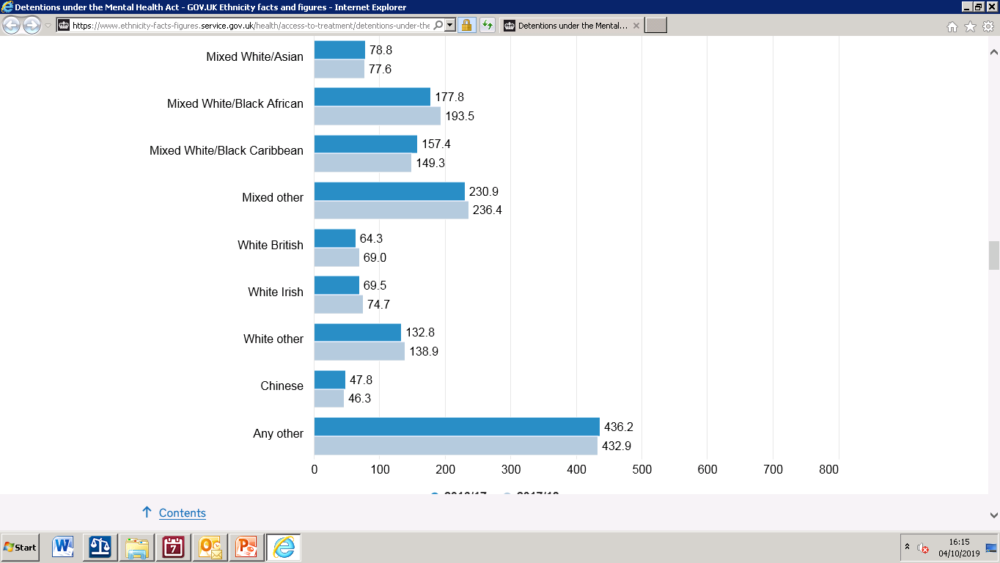 Detentions under the Mental Health Act - GOV.UK Ethnicity facts and figures - Internet Explorer
https://www.ethnicity-facts-figures.service.gov.uk/health/access-to-treatment/detentions-under-the
Detentions under the Mental...
Mixed White/Asian
78.8
77.6
Mixed White/Black African
177.8
193.5
Mixed White/Black Caribbean
157.4
149.3
Mixed other
230.9
236.4
White British
64.3
69.0
White Irish
69.5
74.7
White other
132.8
138.9
Chinese
47.8
46.3
Any other
436.2
432.9
0 100 200 300 400 500 600 700 800
2016/17 2017/18
Contents
Start
7
16:15
04/10/2019